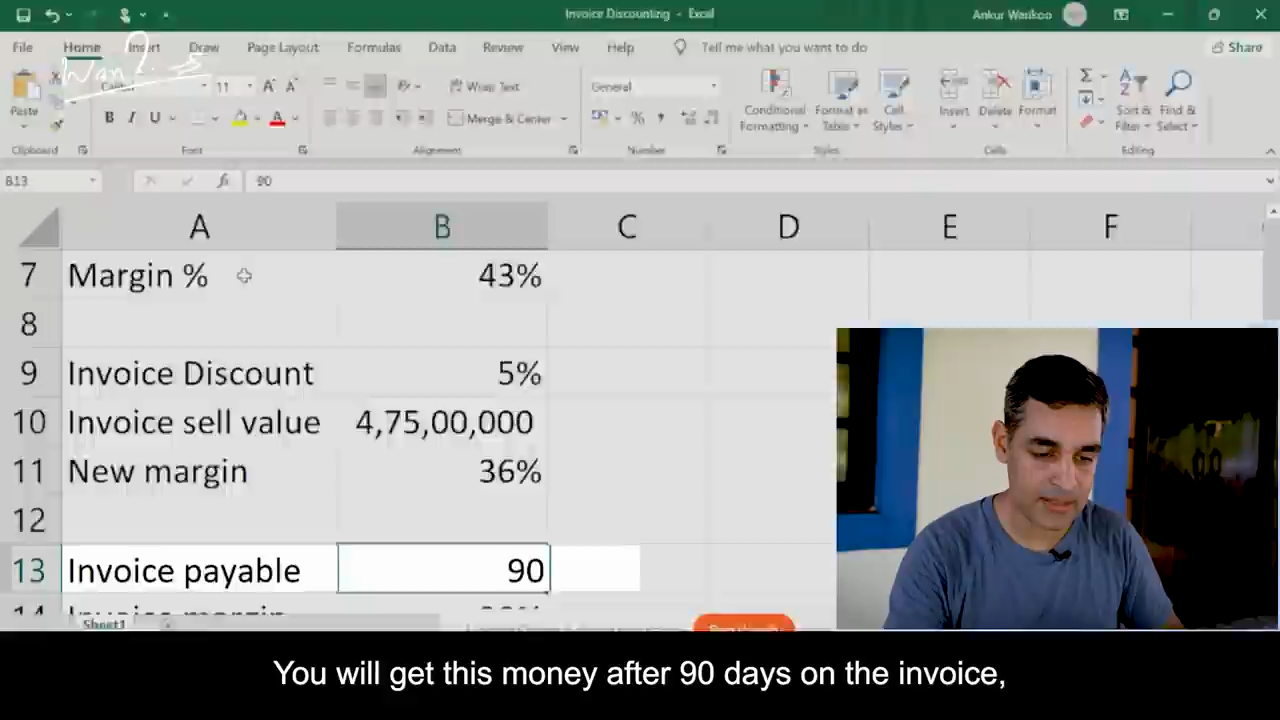 Invoice Discounting - Excel
Ankur Warikoo
File Home Insert Draw Page Layout Formulas Data Review View Help Tell me what you want to do Share
11 Wrap Text General
Paste Conditional Format as Cell Insert Delete Format Sort & Find &
B I U Merge & Center % Formatting Table Styles Filter Select
Clipboard Font Alignment Number Styles Cells Editing
B13 fx 90
A B C D E F
7 Margin % 43%
8
9 Invoice Discount 5%
10 Invoice sell value 4,75,00,000
11 New margin 36%
12
13 Invoice payable 90
14 Invoice margin
Sheet1
You will get this money after 90 days on the invoice,